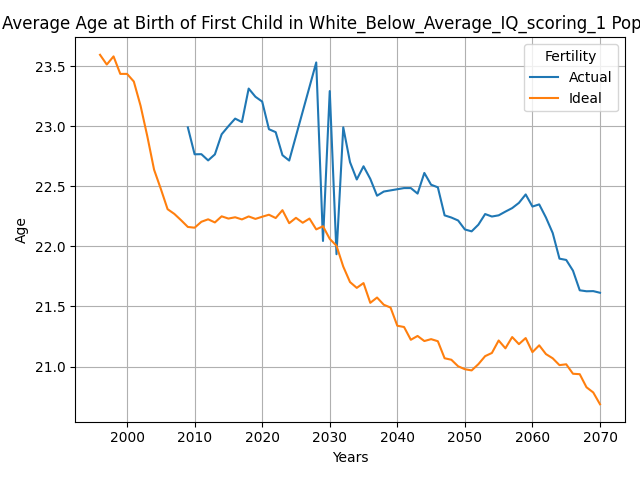 Average Age at Birth of First Child in White_Below_Average_IQ_scoring_1 Pop
Fertility
Actual
Ideal
23.5
23.0
22.5
22.0
21.5
21.0
Age
2000 2010 2020 2030 2040 2050 2060 2070
Years